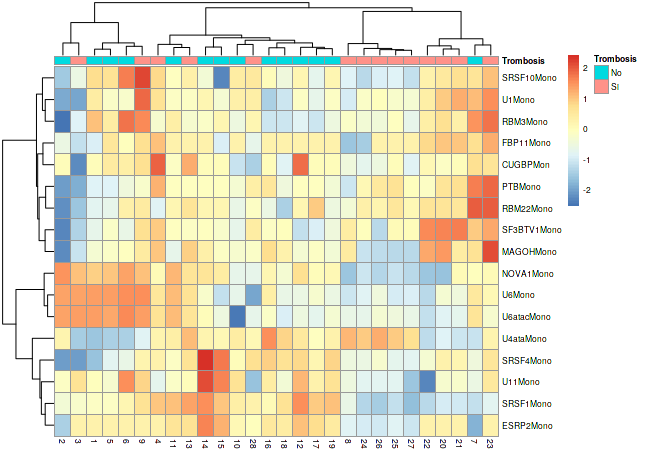 Trombosis
SRSF10Mono
U1Mono
RBM3Mono
FBP11Mono
CUGBPMon
PTBMono
RBM22Mono
SF3BTV1Mono
MAGOHMono
NOVA1Mono
U6Mono
U6atacMono
U4ataMono
SRSF4Mono
U11Mono
SRSF1Mono
ESRP2Mono
2 3 1 5 6 9 4 11 13 14 15 10 28 16 18 12 17 19 8 24 26 25 27 22 20 21 7 23
2
1
0
-1
-2
Trombosis
No
SI